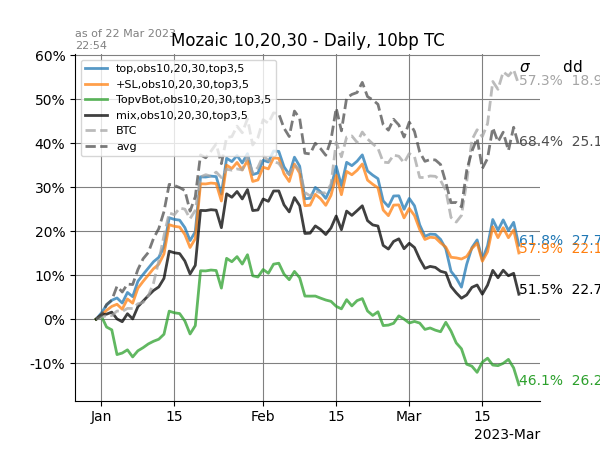 as of 22 Mar 2023
22:54
Mozaic 10,20,30 - Daily, 10bp TC
σ dd
60%
50%
40%
30%
20%
10%
0%
-10%
top,obs10,20,30,top3,5
+SL,obs10,20,30,top3,5
TopvBot,obs10,20,30,top3,5
mix,obs10,20,30,top3,5
BTC
avg
57.3% 18.9
68.4% 25.1
61.8% 27.7
57.9% 22.1
51.5% 22.7
46.1% 26.2
Jan 15 Feb 15 Mar 15
2023-Mar